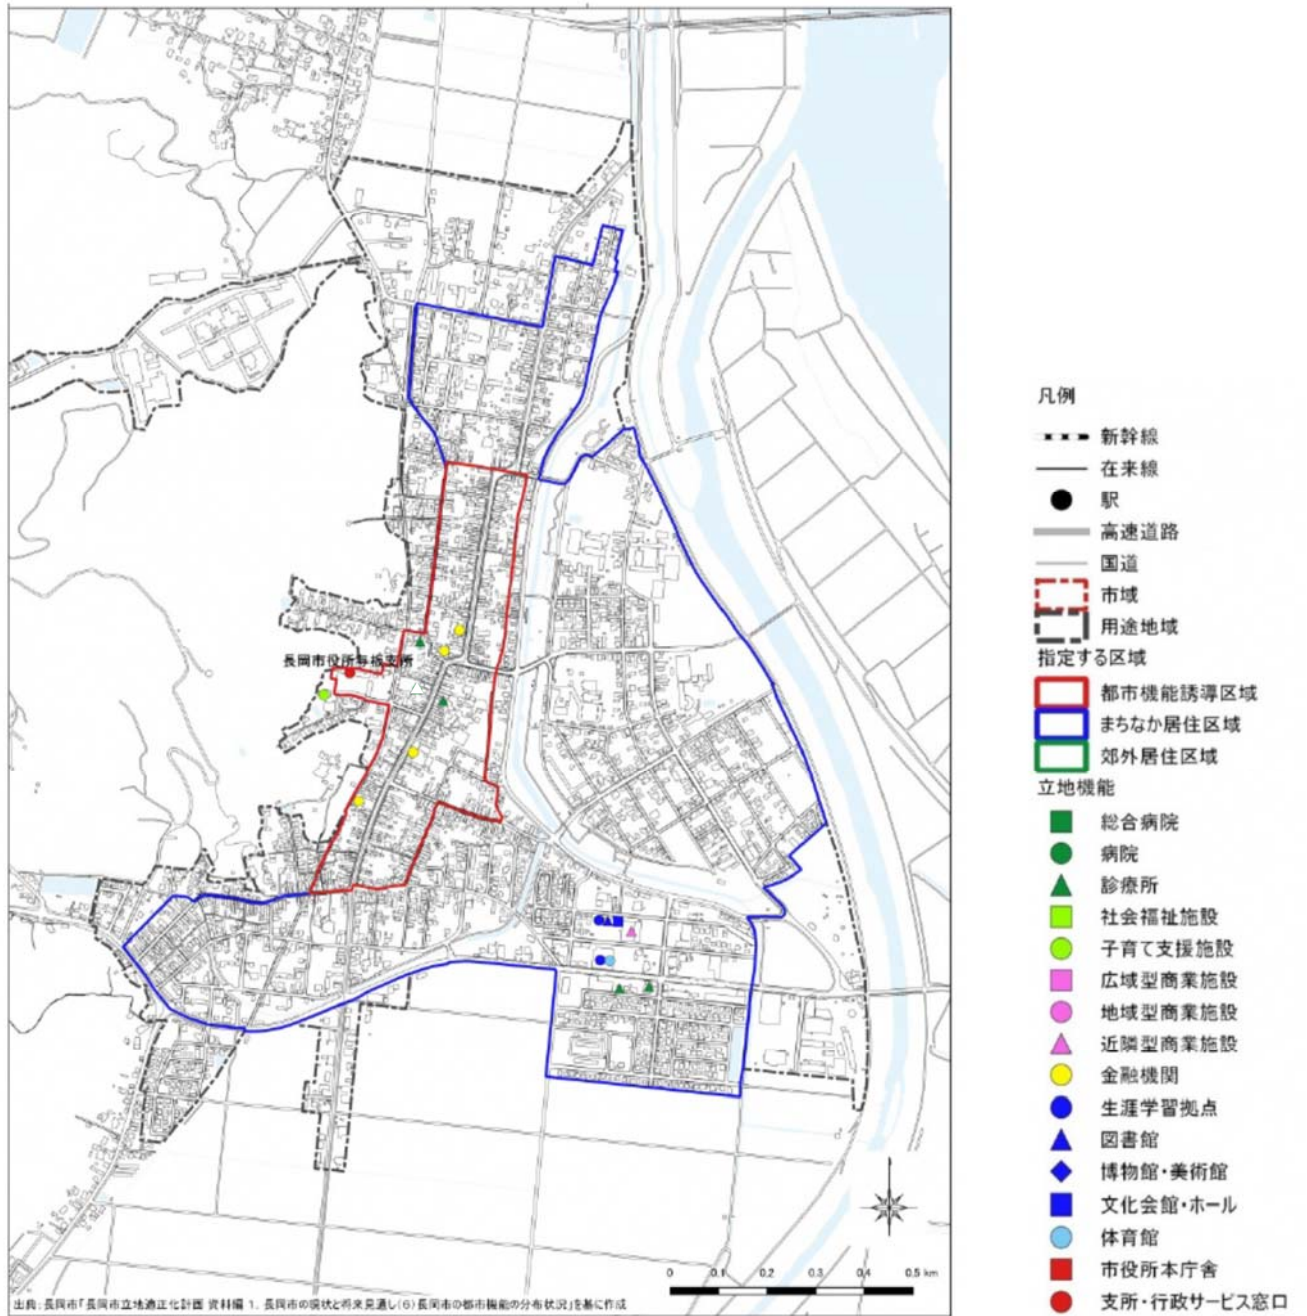 長岡市役所与板支所
凡例
新幹線
在来線
駅
高速道路
国道
市域
用途地域
指定する区域
都市機能誘導区域
まちなか居住区域
郊外居住区域
立地機能
総合病院
病院
診療所
社会福祉施設
子育て支援施設
広域型商業施設
地域型商業施設
近隣型商業施設
金融機関
生涯学習拠点
図書館
博物館・美術館
文化会館・ホール
体育館
市役所本庁舎
支所・行政サービス窓口
0 0.1 0.2 0.3 0.4 0.5 km
出典:長岡市「長岡市立地適正化計画 資料編 1. 長岡市の現状と将来見通し(6)長岡市の都市機能の分布状況」を基に作成